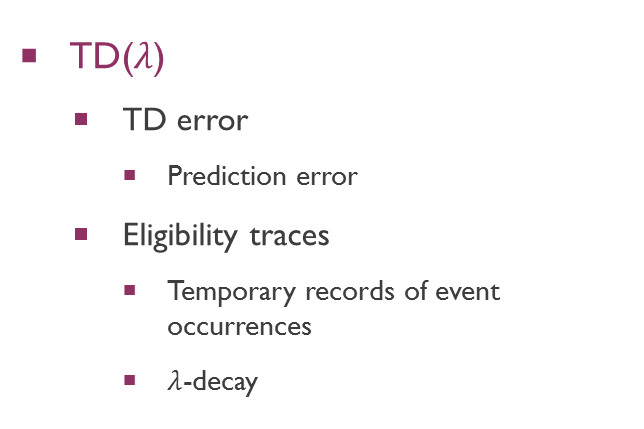 TD(λ)
TD error
Prediction error
Eligibility traces
Temporary records of event
occurrences
λ-decay